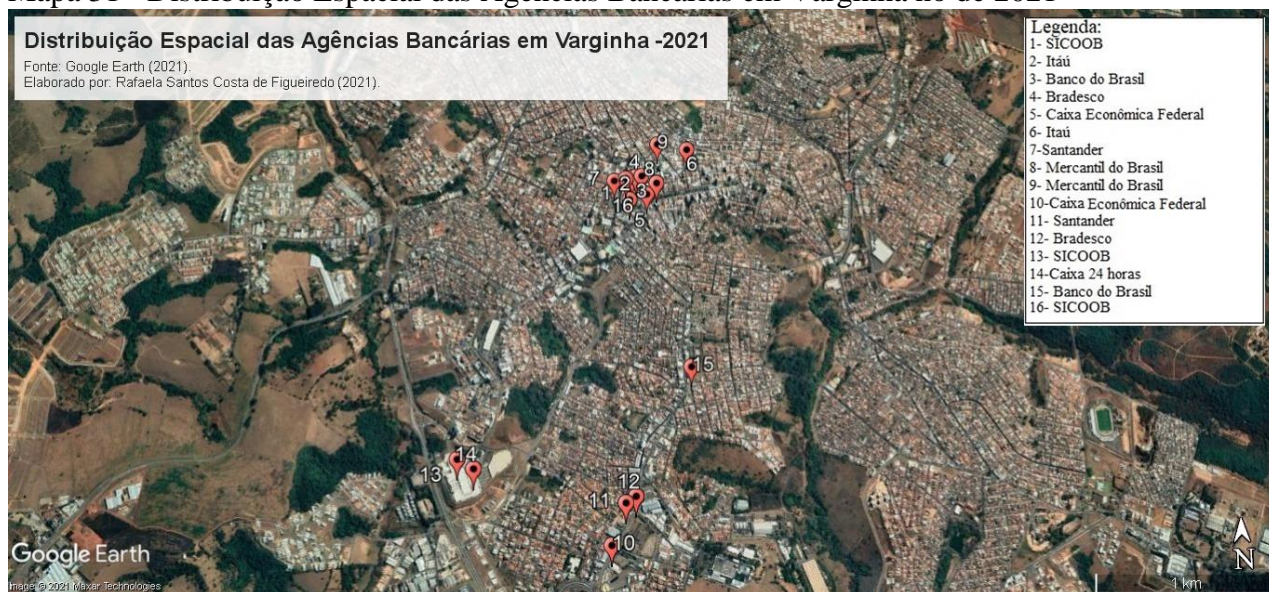 Mapa 31 - Distribuição Espacial das Agências Bancárias em Varginha no de 2021
Distribuição Espacial das Agências Bancárias em Varginha -2021
Fonte: Google Earth (2021).
Elaborado por: Rafaela Santos Costa de Figueiredo (2021).
Legenda:
1- SICOOB
2- Itáú
3- Banco do Brasil
4- Bradesco
5- Caixa Econômica Federal
6- Itaú
7-Santander
8- Mercantil do Brasil
9- Mercantil do Brasil
10-Caixa Econômica Federal
11- Santander
12- Bradesco
13- SICOOB
14-Caixa 24 horas
15- Banco do Brasil
16- SICOOB
9
6
4
8
7
2
1
3
16
5
15
14
13
12
11
10
Google Earth
Image © 2021 Maxar Technologies
1 km
N